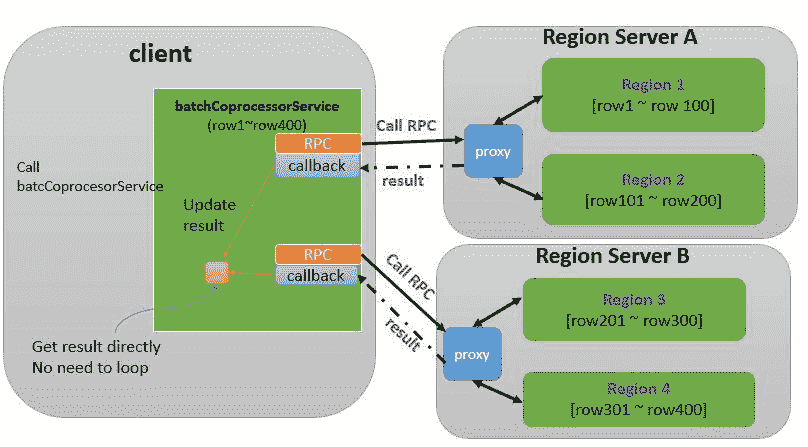 client
batchCoprocessorService
(row1~row400)
RPC
callback
Call
batcCoprocesorService
Update
result
RPC
callback
Get result directly
No need to loop
Call RPC
result
Call RPC
result
Region Server A
proxy
Region 1
[row1 ~ row 100]
Region 2
[row101 ~ row200]
Region Server B
proxy
Region 3
[row201 ~ row300]
Region 4
[row301 ~ row400]